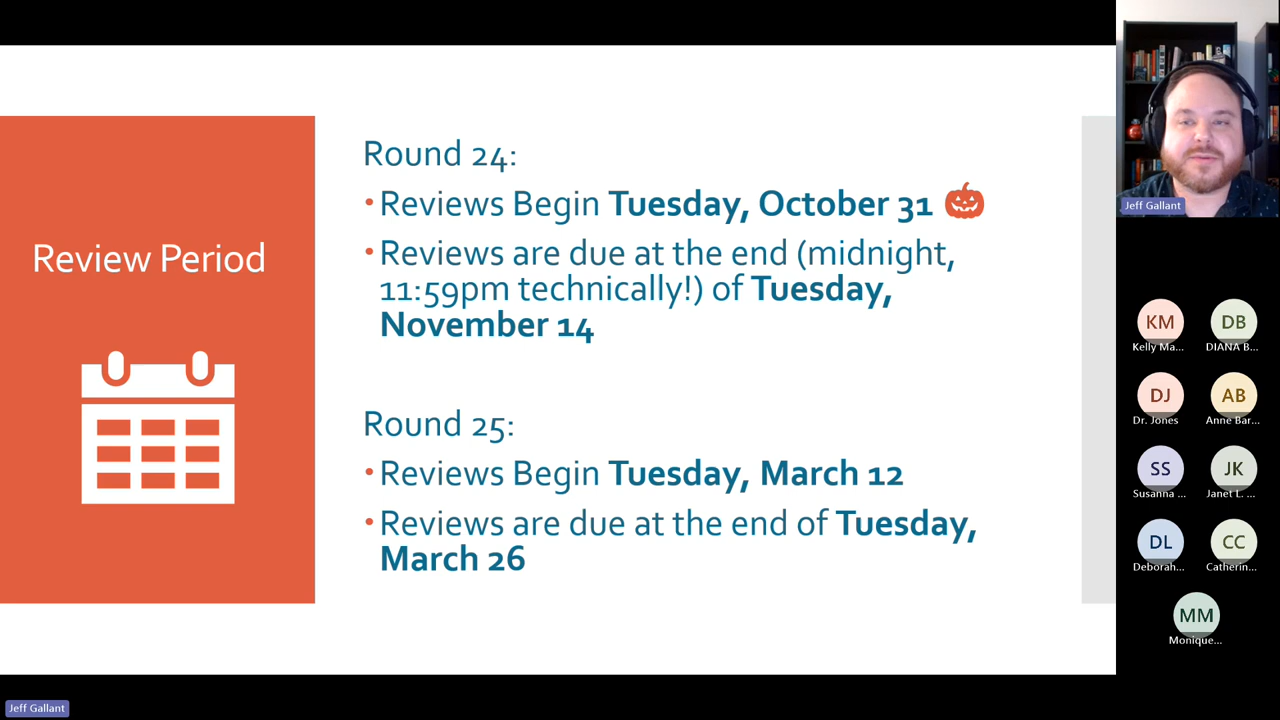 Review Period
Round 24:
• Reviews Begin Tuesday, October 31
• Reviews are due at the end (midnight,
11:59pm technically!) of Tuesday,
November 14
Round 25:
• Reviews Begin Tuesday, March 12
• Reviews are due at the end of Tuesday,
March 26
Jeff Gallant
KM
Kelly Ma...
DB
DIANA B...
DJ
Dr. Jones
AB
Anne Bar...
SS
Susanna ...
JK
Janet L. ...
DL
Deborah...
CC
Catherin...
MM
Monique...
Jeff Gallant